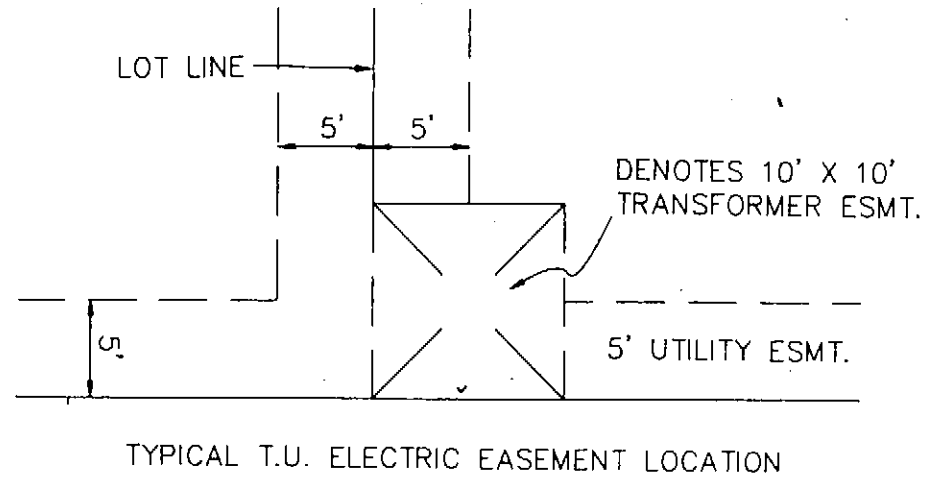 LOT LINE
5' 5'
DENOTES 10' X 10'
TRANSFORMER ESMT.
5'
5' UTILITY ESMT.
TYPICAL T.U. ELECTRIC EASEMENT LOCATION